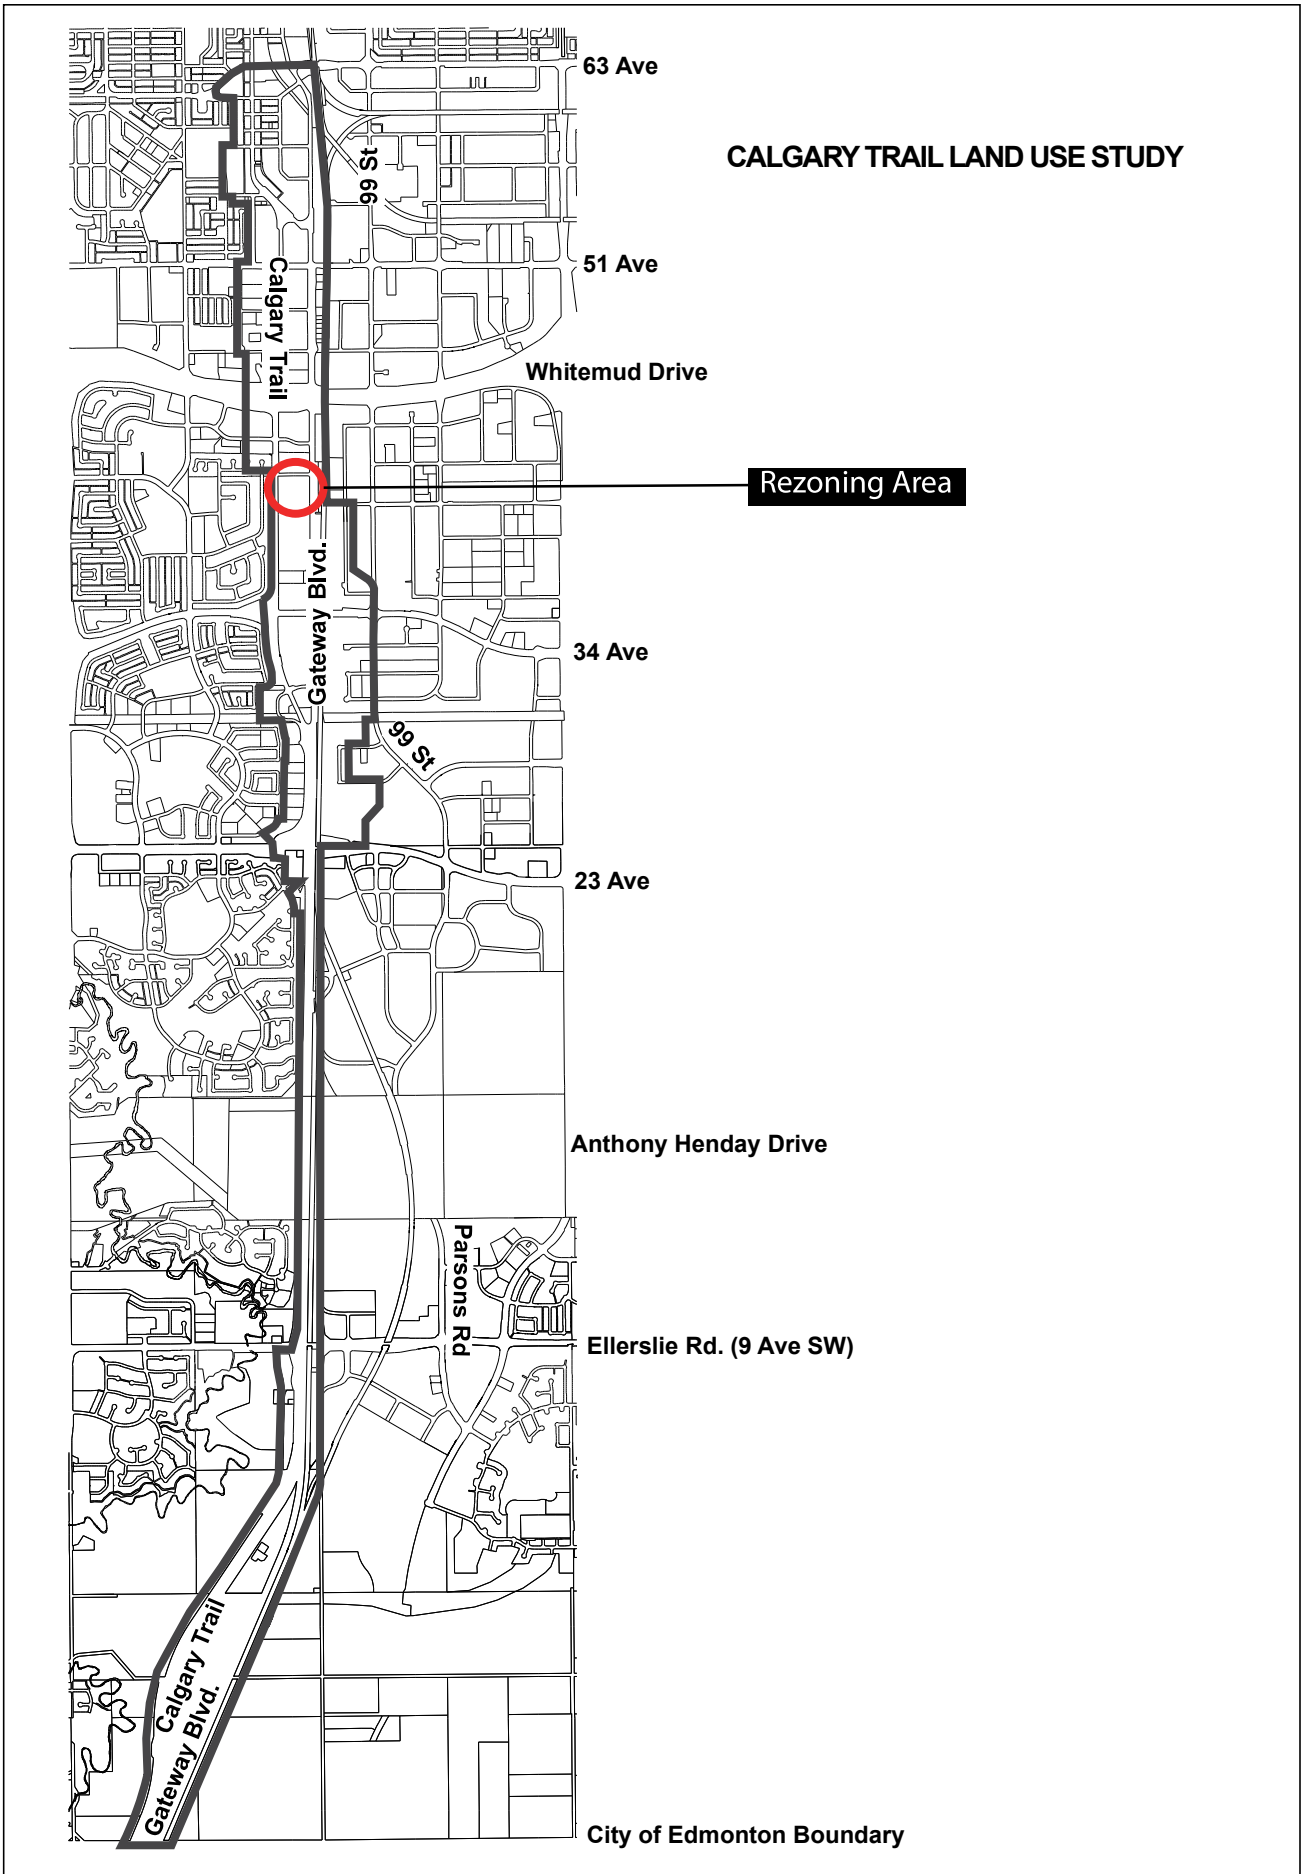 63 Ave
CALGARY TRAIL LAND USE STUDY
99 St
51 Ave
Calgary Trail
Whitemud Drive
Rezoning Area
Gateway Blvd.
34 Ave
99 St
23 Ave
Anthony Henday Drive
Parsons Rd
Ellerslie Rd. (9 Ave SW)
Calgary Trail
Gateway Blvd.
City of Edmonton Boundary